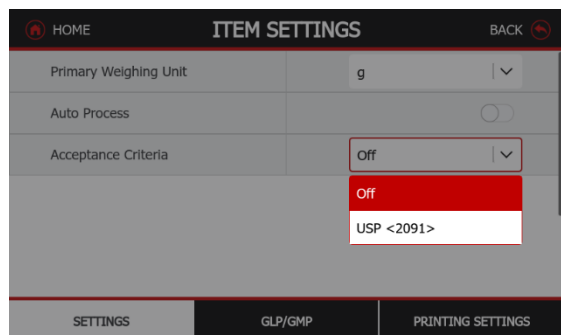 HOME ITEM SETTINGS BACK
Primary Weighing Unit g
Auto Process
Acceptance Criteria Off
Off
USP <2091>
SETTINGS GLP/GMP PRINTING SETTINGS